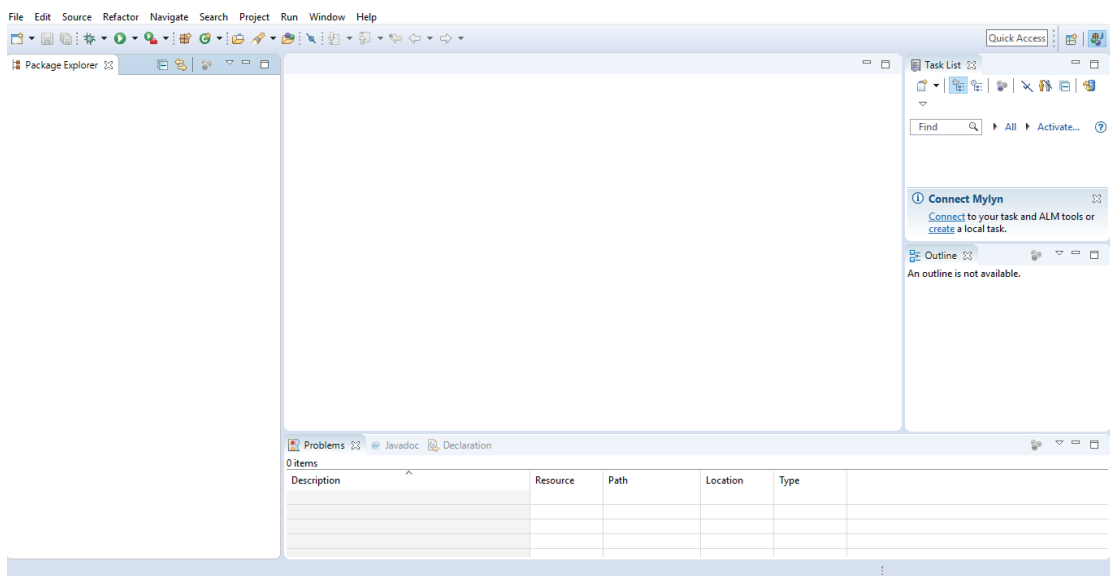 File Edit Source Refactor Navigate Search Project Run Window Help
Quick Access
Package Explorer
Task List
Find All Activate...
Connect Mylyn
Connect to your task and ALM tools or
create a local task.
Outline
An outline is not available.
Problems @ Javadoc Declaration
0 items
Description Resource Path Location Type